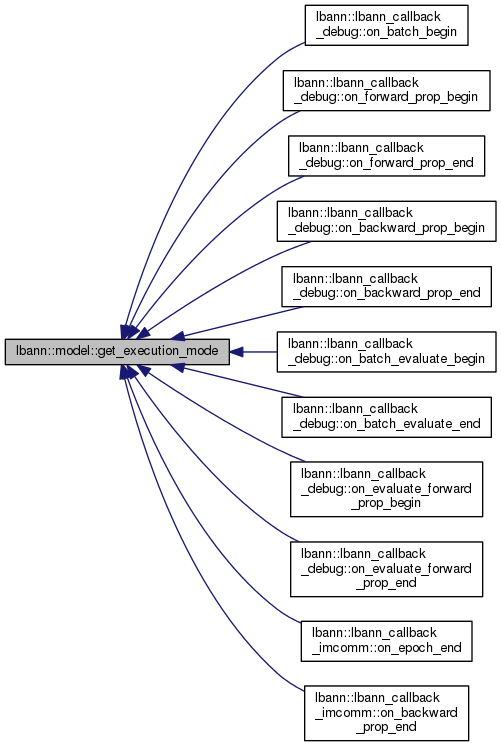 lbann::lbann_callback
_debug::on_batch_begin
lbann::lbann_callback
_debug::on_forward_prop_begin
lbann::lbann_callback
_debug::on_forward_prop_end
lbann::lbann_callback
_debug::on_backward_prop_begin
lbann::lbann_callback
_debug::on_backward_prop_end
lbann::model::get_execution_mode
lbann::lbann_callback
_debug::on_batch_evaluate_begin
lbann::lbann_callback
_debug::on_batch_evaluate_end
lbann::lbann_callback
_debug::on_evaluate_forward
_prop_begin
lbann::lbann_callback
_debug::on_evaluate_forward
_prop_end
lbann::lbann_callback
_imcomm::on_epoch_end
lbann::lbann_callback
_imcomm::on_backward
_prop_end